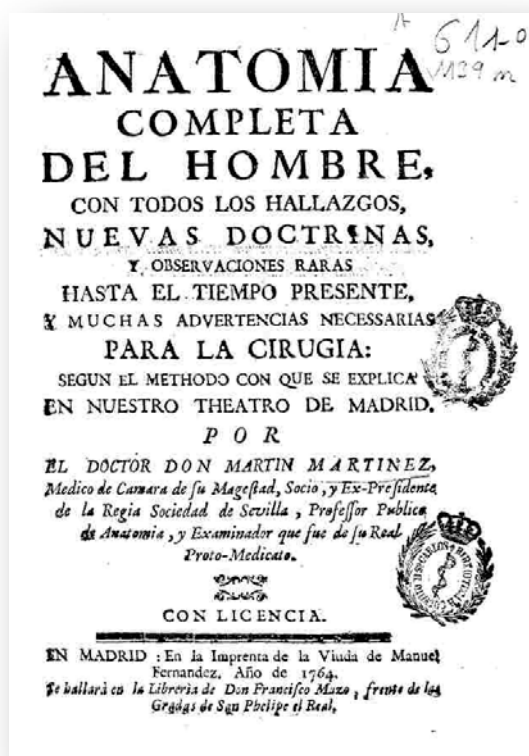 611-0
M39 m
ANATOMIA
COMPLETA
DEL HOMBRE,
CON TODOS LOS HALLAZGOS,
NUEVAS DOCTRINAS,
Y OBSERVACIONES RARAS
HASTA EL TIEMPO PRESENTE,
Y MUCHAS ADVERTENCIAS NECESSARIAS
PARA LA CIRUGIA:
SEGUN EL METHODO CON QUE SE EXPLICA
EN NUESTRO THEATRO DE MADRID.
POR
EL DOCTOR DON MARTIN MARTINEZ,
Medico de Camara de ſu Mageſtad, Socio, y Ex-Preſidente
de la Regia Sociedad de Sevilla, Profeſſor Publico
de Anatomia, y Examinador que fue de ſu Real
Proto-Medicato.
CON LICENCIA.
EN MADRID: En la Imprenta de la Viuda de Manuel
Fernandez. Año de 1764.
Se hallará en la Librería de Don Franciſco Mazo, frente de las
Gradas de San Phelipe el Real.